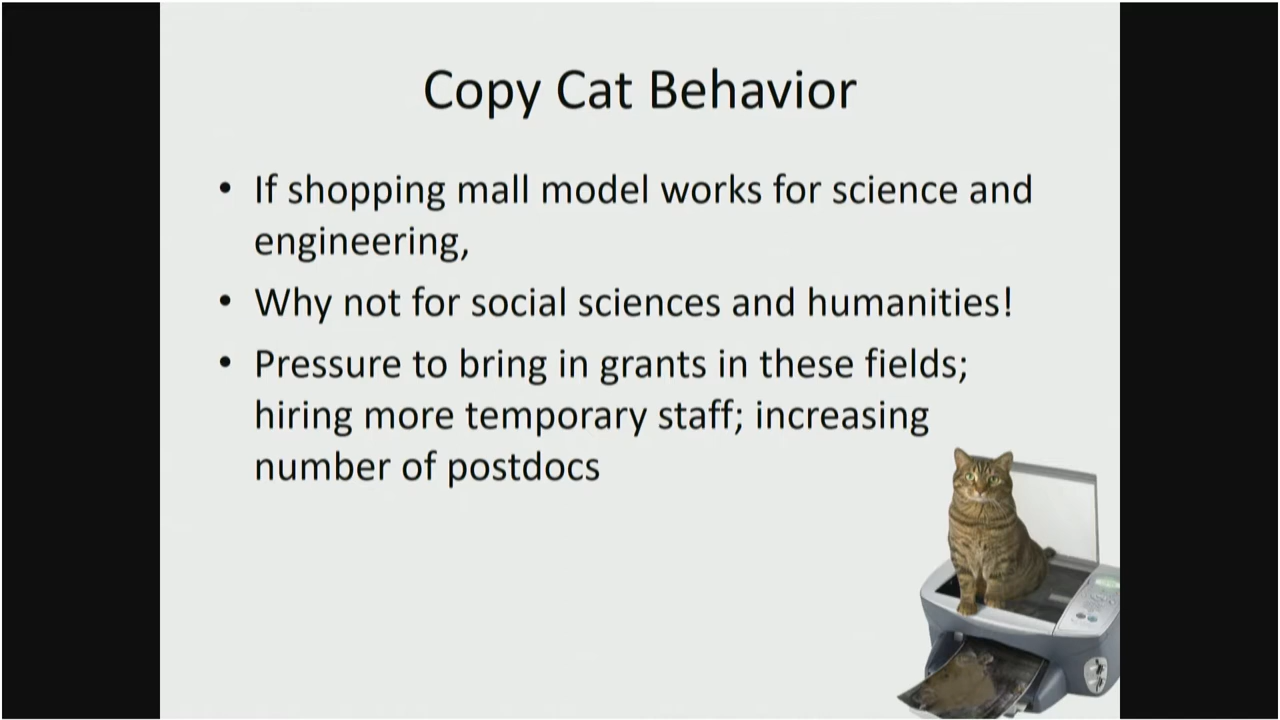 Copy Cat Behavior
• If shopping mall model works for science and
engineering,
• Why not for social sciences and humanities!
• Pressure to bring in grants in these fields;
hiring more temporary staff; increasing
number of postdocs